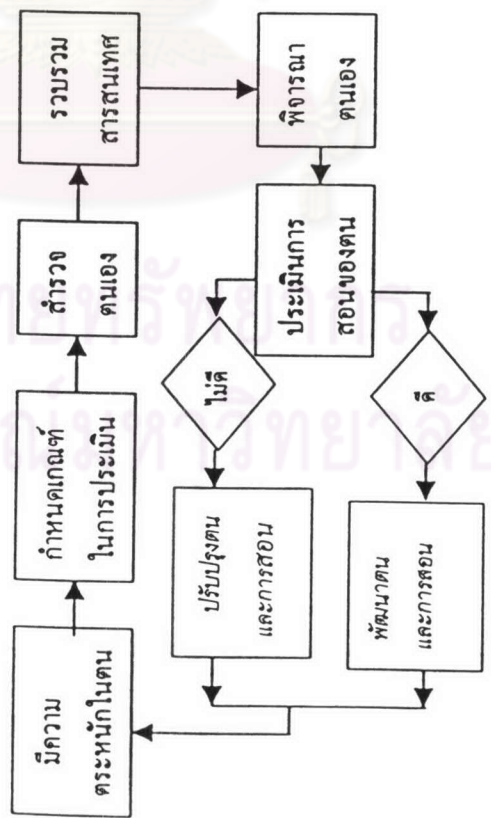 มีความ
ตระหนักในตน
กำหนดเกณฑ์
ในการประเมิน
สำรวจ
ตนเอง
รวบรวม
สารสนเทศ
พิจารณา
ตนเอง
ประเมินการ
สอนของตน
ไม่ดี
ดี
ปรับปรุงตน
และการสอน
พัฒนาตน
และการสอน